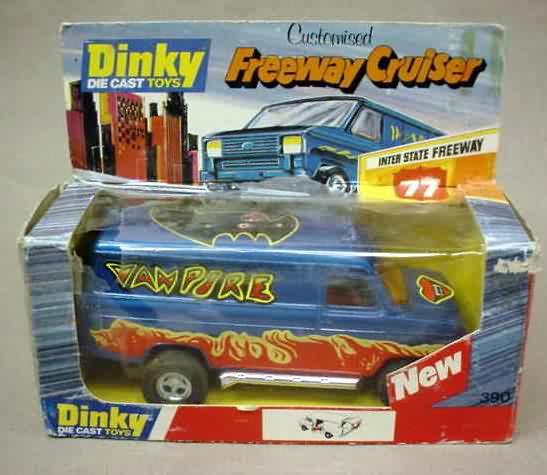 Customised
Dinky
DIE CAST TOYS
Freeway Cruiser
INTER STATE FREEWAY
77
VAMPIRE
New
390
Dinky
DIE CAST TOYS